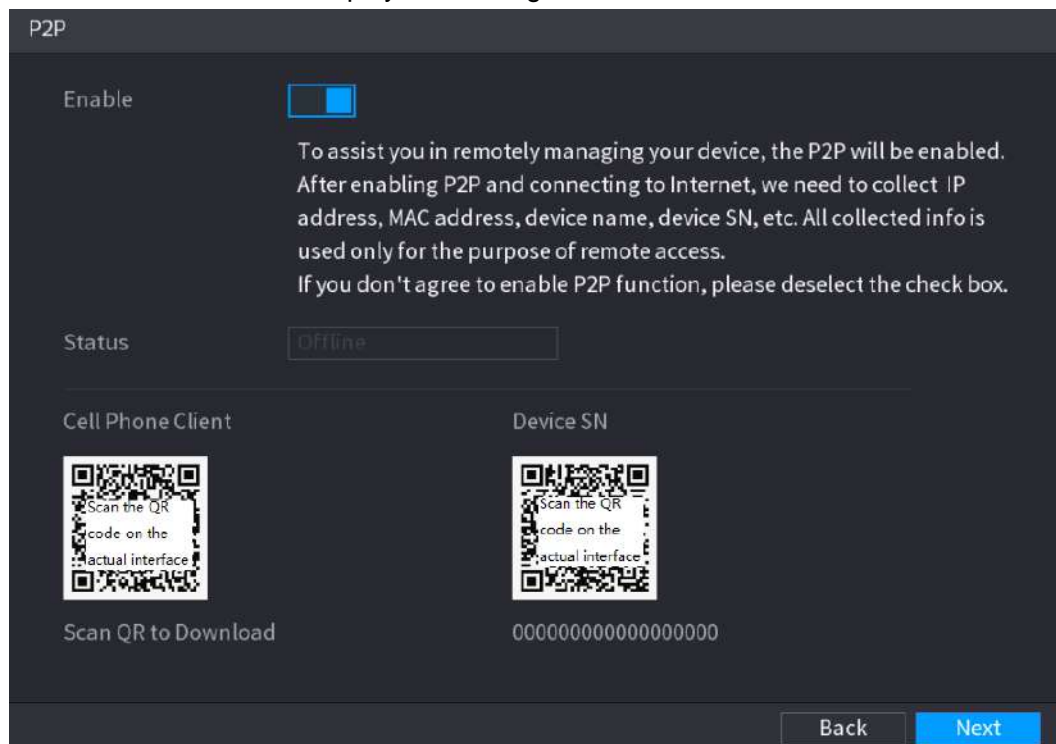 P2P
Enable
To assist you in remotely managing your device, the P2P will be enabled.
After enabling P2P and connecting to Internet, we need to collect IP
address, MAC address, device name, device SN, etc. All collected info is
used only for the purpose of remote access.
If you don't agree to enable P2P function, please deselect the check box.
Status Offline
Cell Phone Client Device SN
Scan the QR
code on the
actual interface
Scan the QR
code on the
actual interface
Scan QR to Download 000000000000000000
Back Next